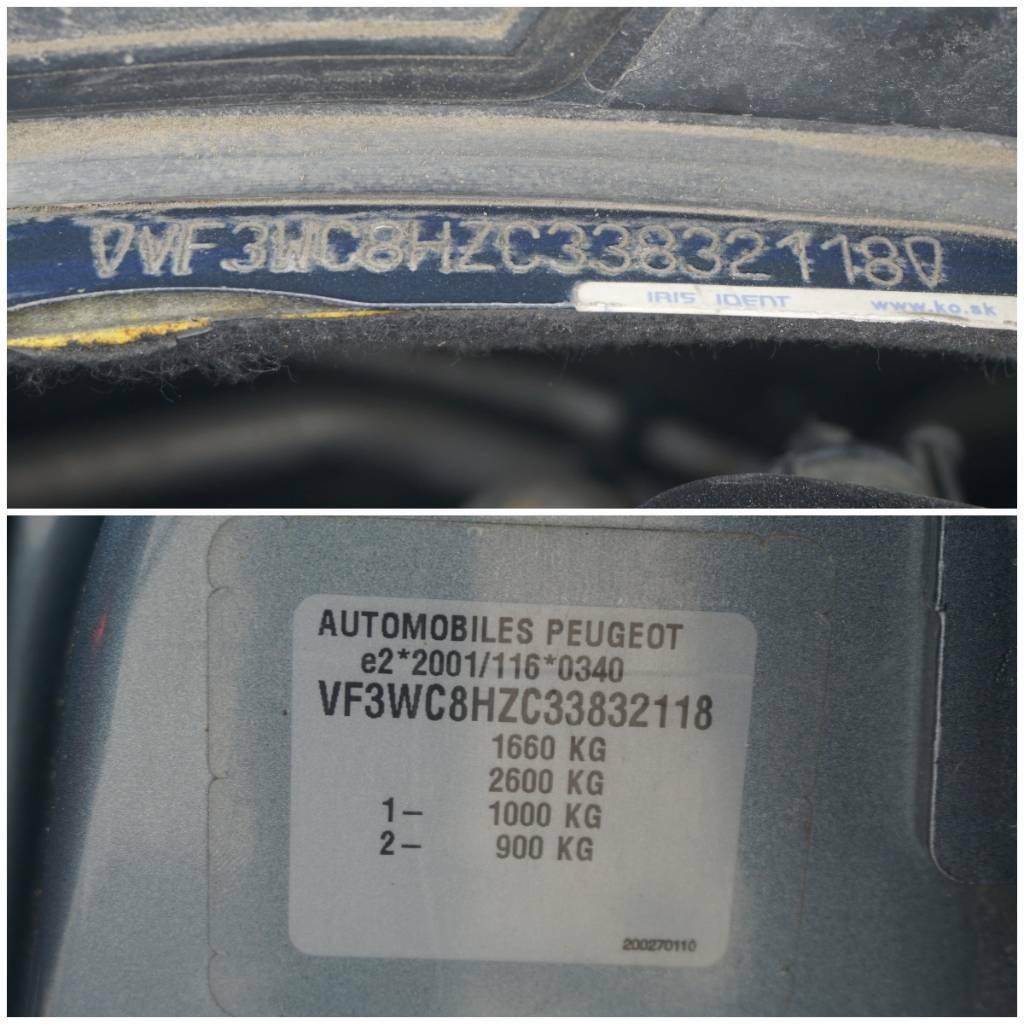 VF3WC8HZC33832118
IRIS IDENT www.ko.sk
AUTOMOBILES PEUGEOT
e2*2001/116*0340
VF3WC8HZC33832118
1660 KG
2600 KG
1– 1000 KG
2– 900 KG
200270110